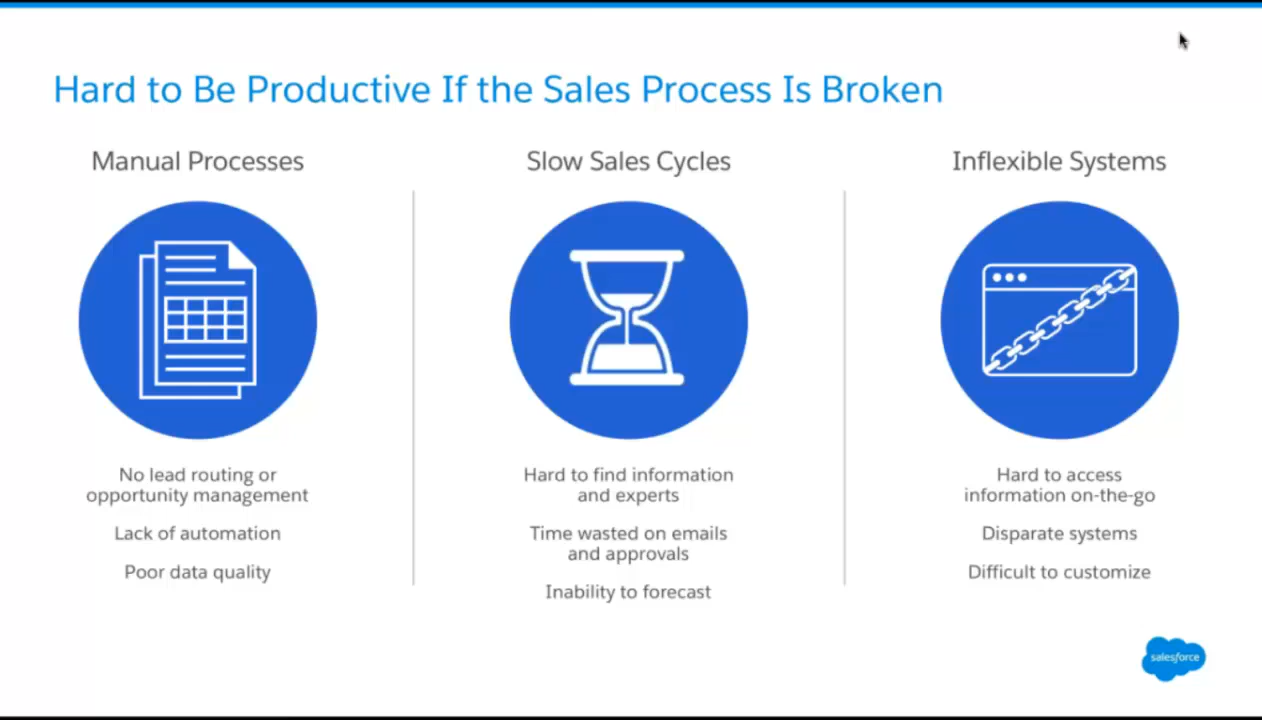 Hard to Be Productive If the Sales Process Is Broken
Manual Processes
No lead routing or
opportunity management
Lack of automation
Poor data quality
Slow Sales Cycles
Hard to find information
and experts
Time wasted on emails
and approvals
Inability to forecast
Inflexible Systems
Hard to access
information on-the-go
Disparate systems
Difficult to customize
salesforce